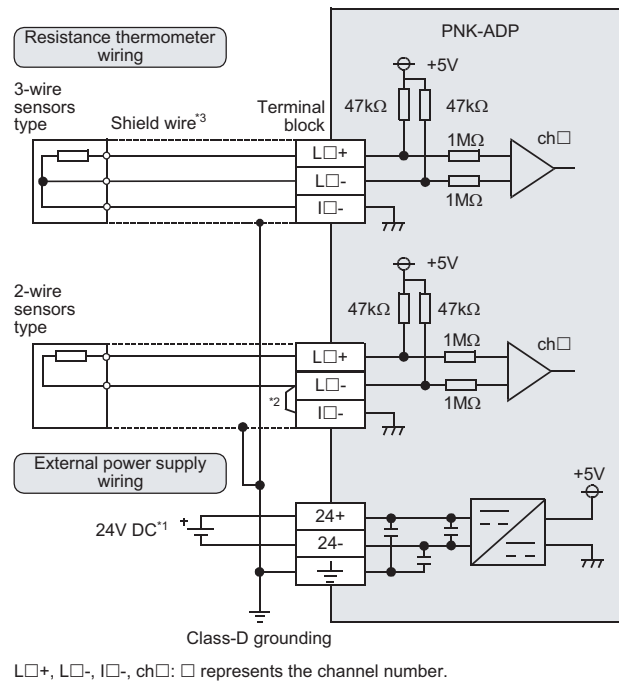 Resistance thermometer
wiring
PNK-ADP
+5V
3-wire
sensors
type
Shield wire*3
Terminal
block
47kΩ
47kΩ
1MΩ
ch□
L□+
L□-
I□-
1MΩ
+5V
2-wire
sensors
type
47kΩ
47kΩ
1MΩ
ch□
L□+
L□-
*2
I□-
1MΩ
External power supply
wiring
+5V
24V DC*1
+
24+
24-
Class-D grounding
L□+, L□-, I□-, ch□: □ represents the channel number.